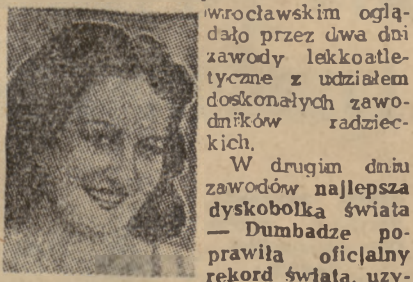 wrocławskim oglą-
dało przez dwa dni
zawody lekkoatle-
tyczne z udziałem
doskonałych zawo-
dników radziec-
kich.
W drugim dniu
zawodów najlepsza
dyskobolka świata
— Dumbadze po-
prawiła oficjalny
rekord świata, uzy-